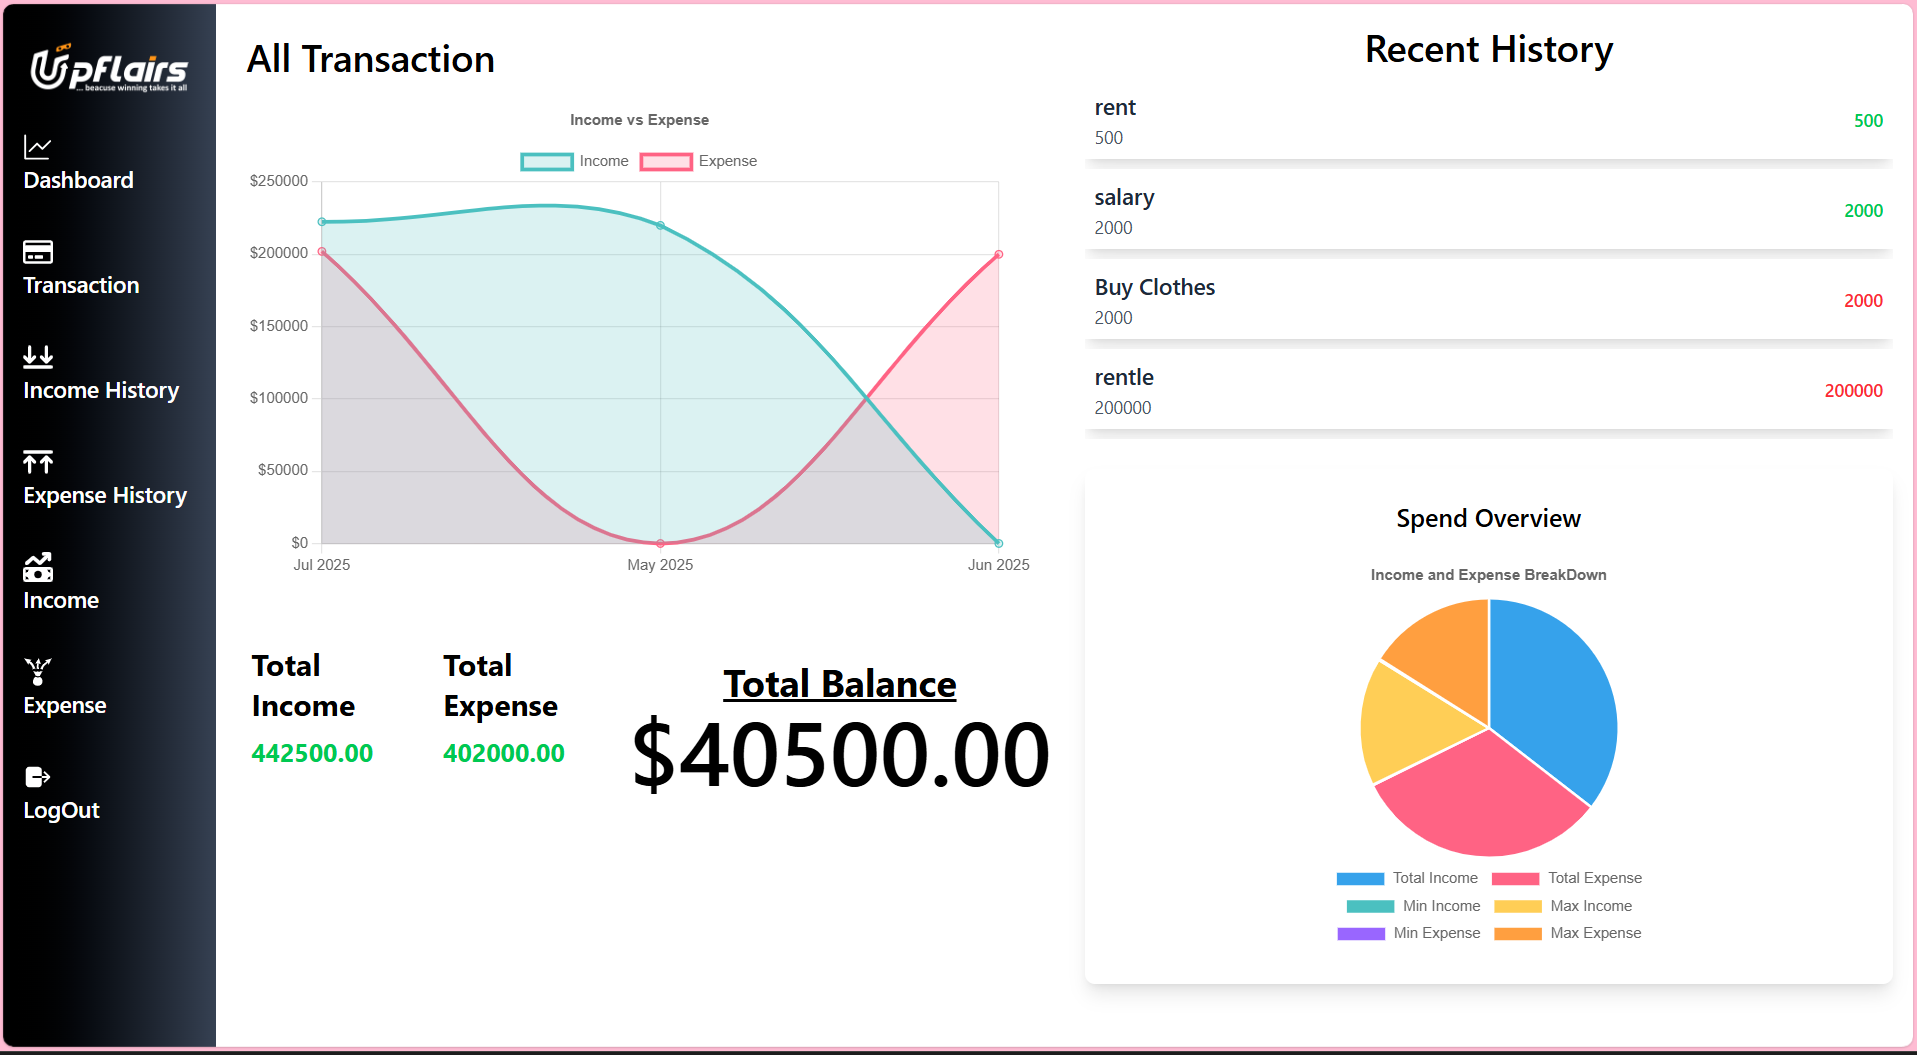 UpFlairs
... beacuse winning takes it all
Dashboard
Transaction
Income History
Expense History
Income
Expense
LogOut
All Transaction
Income vs Expense
Income
Expense
$250000
$200000
$150000
$100000
$50000
$0
Jul 2025
May 2025
Jun 2025
Total
Income
442500.00
Total
Expense
402000.00
Total Balance
$40500.00
Recent History
rent
500
500
salary
2000
2000
Buy Clothes
2000
2000
rentle
200000
200000
Spend Overview
Income and Expense BreakDown
Total Income
Total Expense
Min Income
Max Income
Min Expense
Max Expense